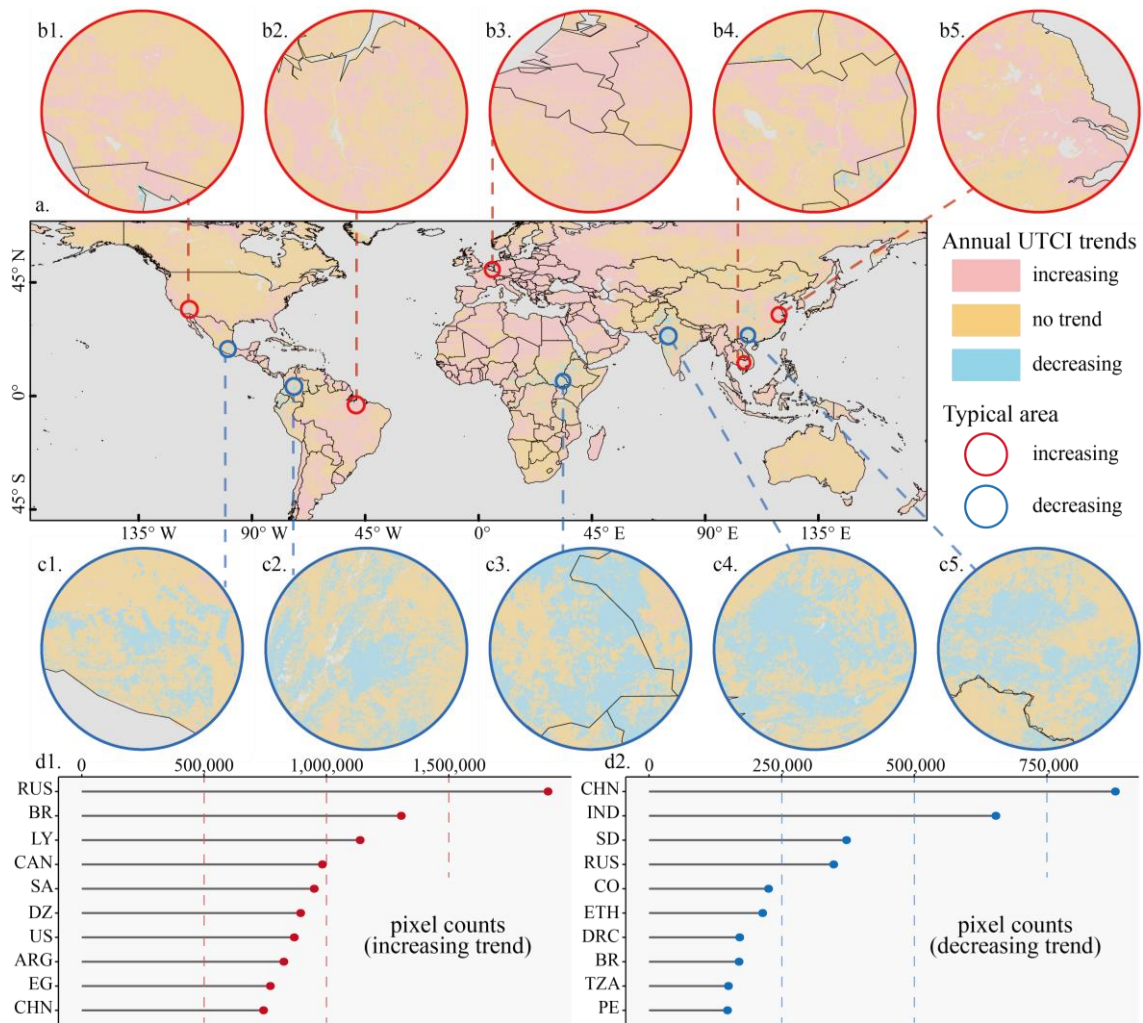 b1.
b2.
b3.
b4.
b5.
a.
45° N
0°
45° S
135° W
90° W
45° W
0°
45° E
90° E
135° E
Annual UTCI trends
increasing
no trend
decreasing
Typical area
increasing
decreasing
c1.
c2.
c3.
c4.
c5.
d1.
0
500,000
1,000,000
1,500,000
RUS
BR
LY
CAN
SA
DZ
US
ARG
EG
CHN
pixel counts
(increasing trend)
d2.
0
250,000
500,000
750,000
CHN
IND
SD
RUS
CO
ETH
DRC
BR
TZA
PE
pixel counts
(decreasing trend)